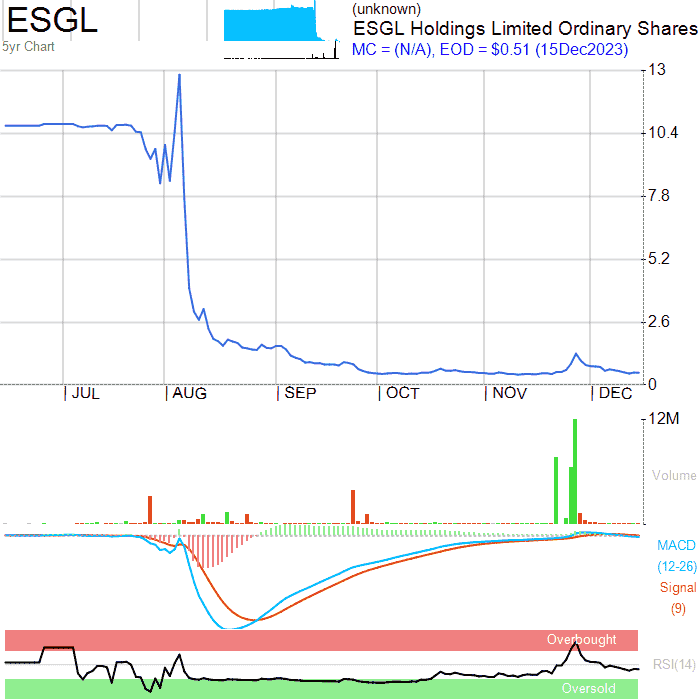 ESGL
5yr Chart
(unknown)
ESGL Holdings Limited Ordinary Shares
MC = (N/A), EOD = $0.51 (15Dec2023)
13
10.4
7.8
5.2
2.6
0
JUL AUG SEP OCT NOV DEC
12M
Volume
MACD
(12-26)
Signal
(9)
Overbought
RSI(14)
Oversold